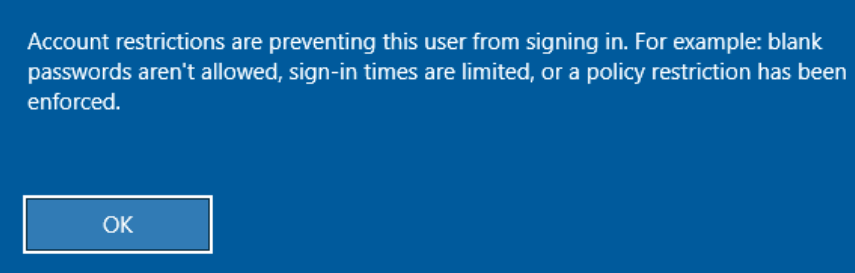 Account restrictions are preventing this user from signing in. For example: blank
passwords aren't allowed, sign-in times are limited, or a policy restriction has been
enforced.
OK